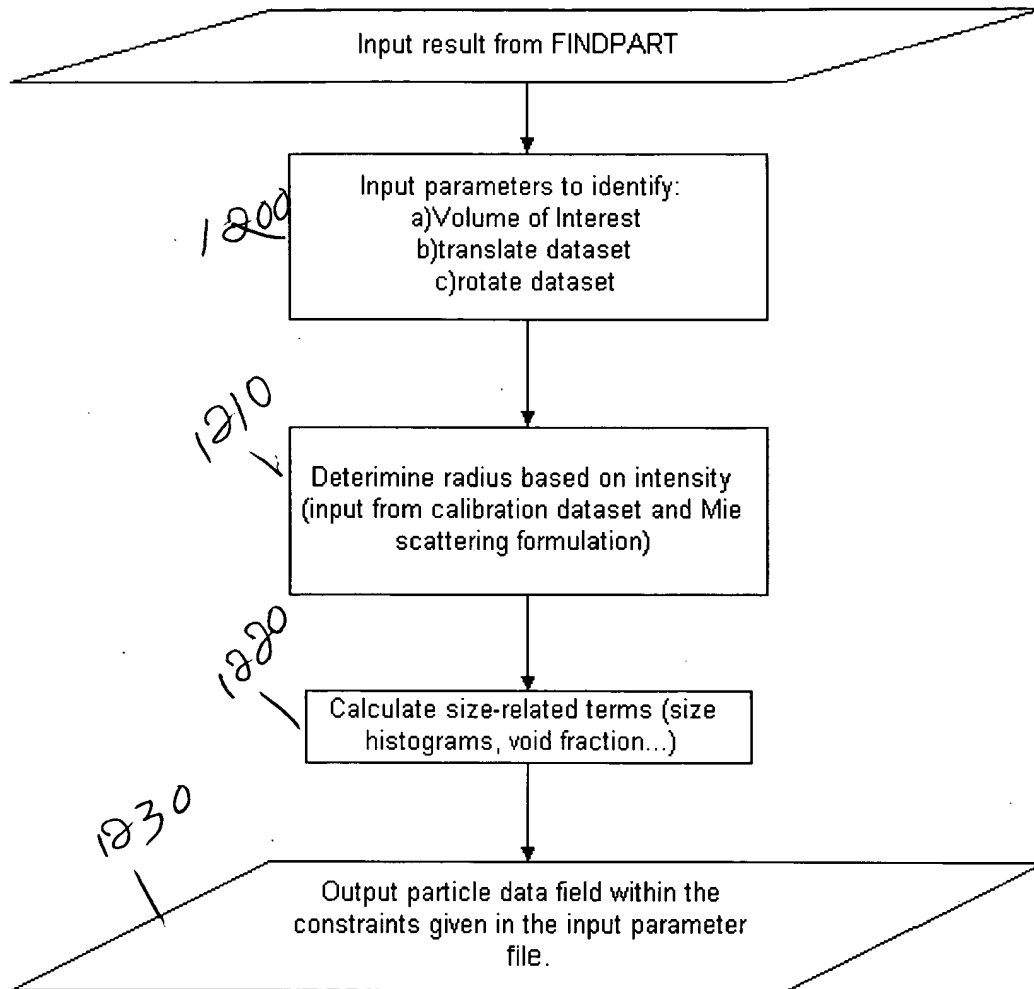 Input result from FINDPART
1200
Input parameters to identify:
a)Volume of Interest
b)translate dataset
c)rotate dataset
1210
Deterimine radius based on intensity
(input from calibration dataset and Mie
scattering formulation)
1220
Calculate size-related terms (size
histograms, void fraction...)
1230
Output particle data field within the
constraints given in the input parameter
file.